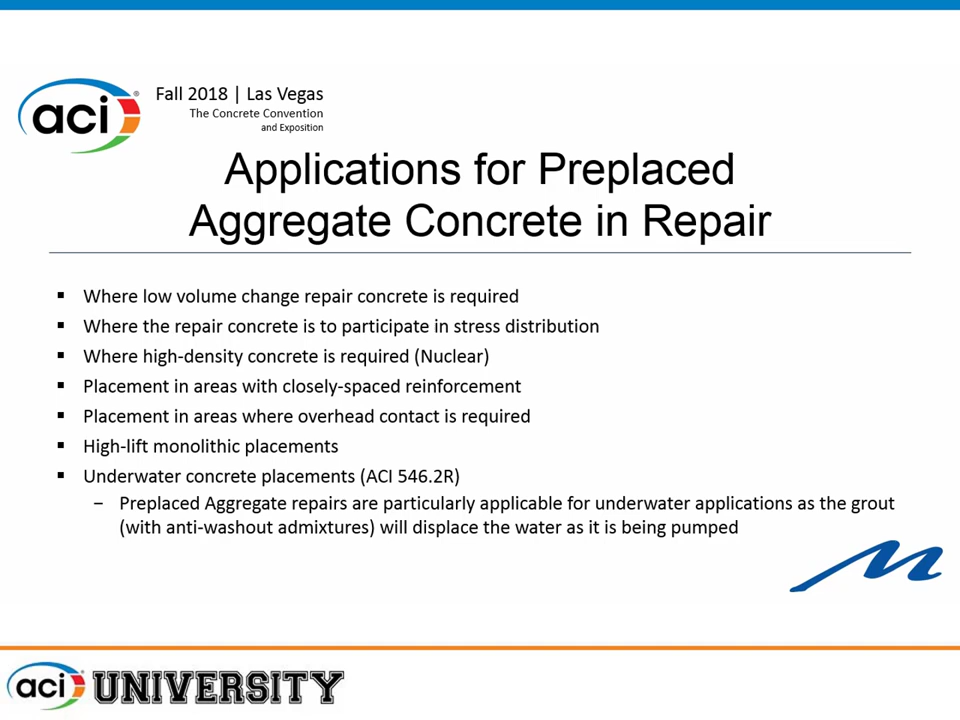 aci®
Fall 2018 | Las Vegas
The Concrete Convention
and Exposition
Applications for Preplaced
Aggregate Concrete in Repair
▪ Where low volume change repair concrete is required
▪ Where the repair concrete is to participate in stress distribution
▪ Where high-density concrete is required (Nuclear)
▪ Placement in areas with closely-spaced reinforcement
▪ Placement in areas where overhead contact is required
▪ High-lift monolithic placements
▪ Underwater concrete placements (ACI 546.2R)
– Preplaced Aggregate repairs are particularly applicable for underwater applications as the grout
(with anti-washout admixtures) will displace the water as it is being pumped
aci UNIVERSITY